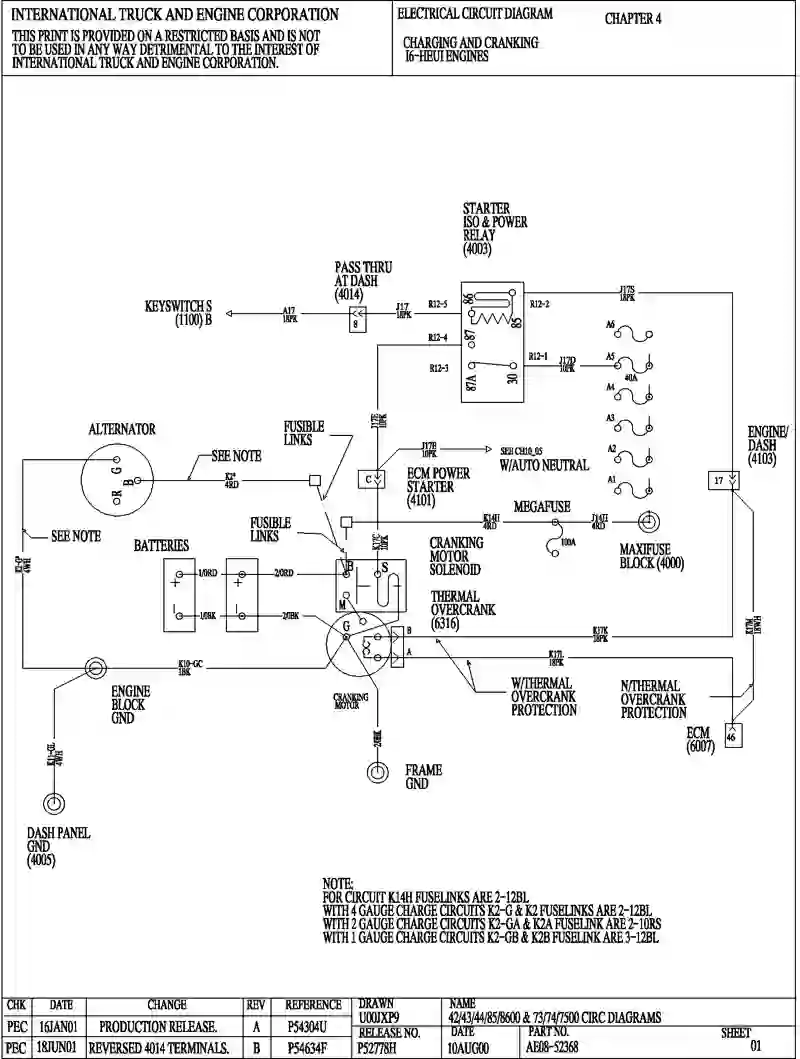 INTERNATIONAL TRUCK AND ENGINE CORPORATION
THIS PRINT IS PROVIDED ON A RESTRICTED BASIS AND IS NOT
TO BE USED IN ANY WAY DETRIMENTAL TO THE INTEREST OF
INTERNATIONAL TRUCK AND ENGINE CORPORATION.
ELECTRICAL CIRCUIT DIAGRAM
CHAPTER 4
CHARGING AND CRANKING
I6-HEUI ENGINES
STARTER
ISO & POWER
RELAY
(4003)
PASS THRU
AT DASH
(4014)
KEYSWITCH S
(1100) B
A17
18PK
8
J17
18PK
R12-5
R12-4
R12-3
86
85
87
87A
30
R12-2
R12-1
J17S
18PK
J17D
10PK
A6
A5
40A
A4
A3
A2
A1
J17E
10PK
J17B
10PK
SEE CH10_05
W/AUTO NEUTRAL
C
ECM POWER
STARTER
(4101)
ENGINE/
DASH
(4103)
17
ALTERNATOR
G
B
R
SEE NOTE
K2*
4RD
FUSIBLE
LINKS
SEE NOTE
4WH
FUSIBLE
LINKS
K14H
4RD
MEGAFUSE
100A
J14H
4RD
MAXIFUSE
BLOCK (4000)
BATTERIES
+
-
+
-
1/0RD
2/0RD
1/0BK
2/0BK
K17C
10PK
B
S
M
G
CRANKING
MOTOR
SOLENOID
THERMAL
OVERCRANK
(6316)
B
A
K17K
18PK
K17L
18PK
K17W
18WH
K10-GC
1BK
CRANKING
MOTOR
ENGINE
BLOCK
GND
W/THERMAL
OVERCRANK
PROTECTION
N/THERMAL
OVERCRANK
PROTECTION
ECM
(6007)
46
K11-GL
4WH
2/0BK
FRAME
GND
DASH PANEL
GND
(4005)
NOTE:
FOR CIRCUIT K14H FUSELINKS ARE 2-12BL
WITH 4 GAUGE CHARGE CIRCUITS K2-G & K2 FUSELINKS ARE 2-12BL
WITH 2 GAUGE CHARGE CIRCUITS K2-GA & K2A FUSELINK ARE 2-10RS
WITH 1 GAUGE CHARGE CIRCUITS K2-GB & K2B FUSELINK ARE 3-12BL
CHK DATE CHANGE REV REFERENCE
PEC 16JAN01 PRODUCTION RELEASE. A P54304U
PEC 18JUN01 REVERSED 4014 TERMINALS. B P54634F
DRAWN
U00JXP9
RELEASE NO.
P52778H
NAME
42/43/44/85/8600 & 73/74/7500 CIRC DIAGRAMS
DATE
10AUG00
PART NO.
AE08-52368
SHEET
01